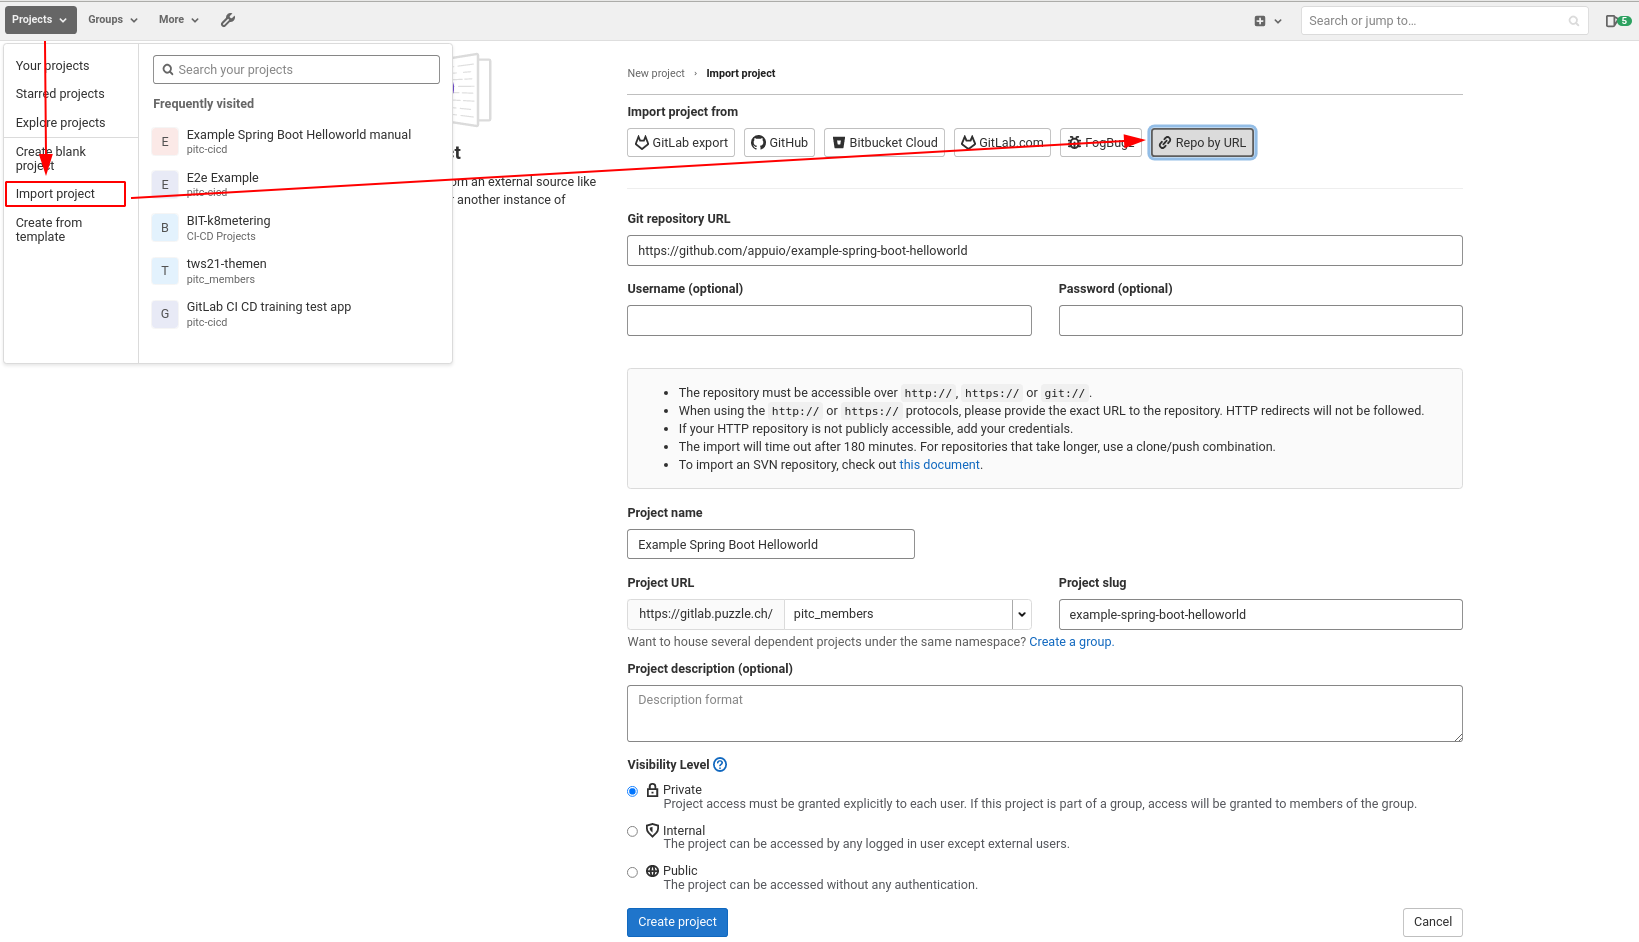 Projects Groups More Search or jump to… 5
Your projects
Starred projects
Explore projects
Create blank
project
Import project
Create from
template
Search your projects
Frequently visited
E Example Spring Boot Helloworld manual
pitc-cicd
E E2e Example
pitc-cicd
B BIT-k8metering
CI-CD Projects
T tws21-themen
pitc_members
G GitLab CI CD training test app
pitc-cicd
an external source like
another instance of
New project › Import project
Import project from
GitLab export GitHub Bitbucket Cloud GitLab.com FogBugz Repo by URL
Git repository URL
https://github.com/appuio/example-spring-boot-helloworld
Username (optional) Password (optional)
• The repository must be accessible over http://, https:// or git://.
• When using the http:// or https:// protocols, please provide the exact URL to the repository. HTTP redirects will not be followed.
• If your HTTP repository is not publicly accessible, add your credentials.
• The import will time out after 180 minutes. For repositories that take longer, use a clone/push combination.
• To import an SVN repository, check out this document.
Project name
Example Spring Boot Helloworld
Project URL Project slug
https://gitlab.puzzle.ch/ pitc_members example-spring-boot-helloworld
Want to house several dependent projects under the same namespace? Create a group.
Project description (optional)
Description format
Visibility Level ?
Private
Project access must be granted explicitly to each user. If this project is part of a group, access will be granted to members of the group.
Internal
The project can be accessed by any logged in user except external users.
Public
The project can be accessed without any authentication.
Create project Cancel